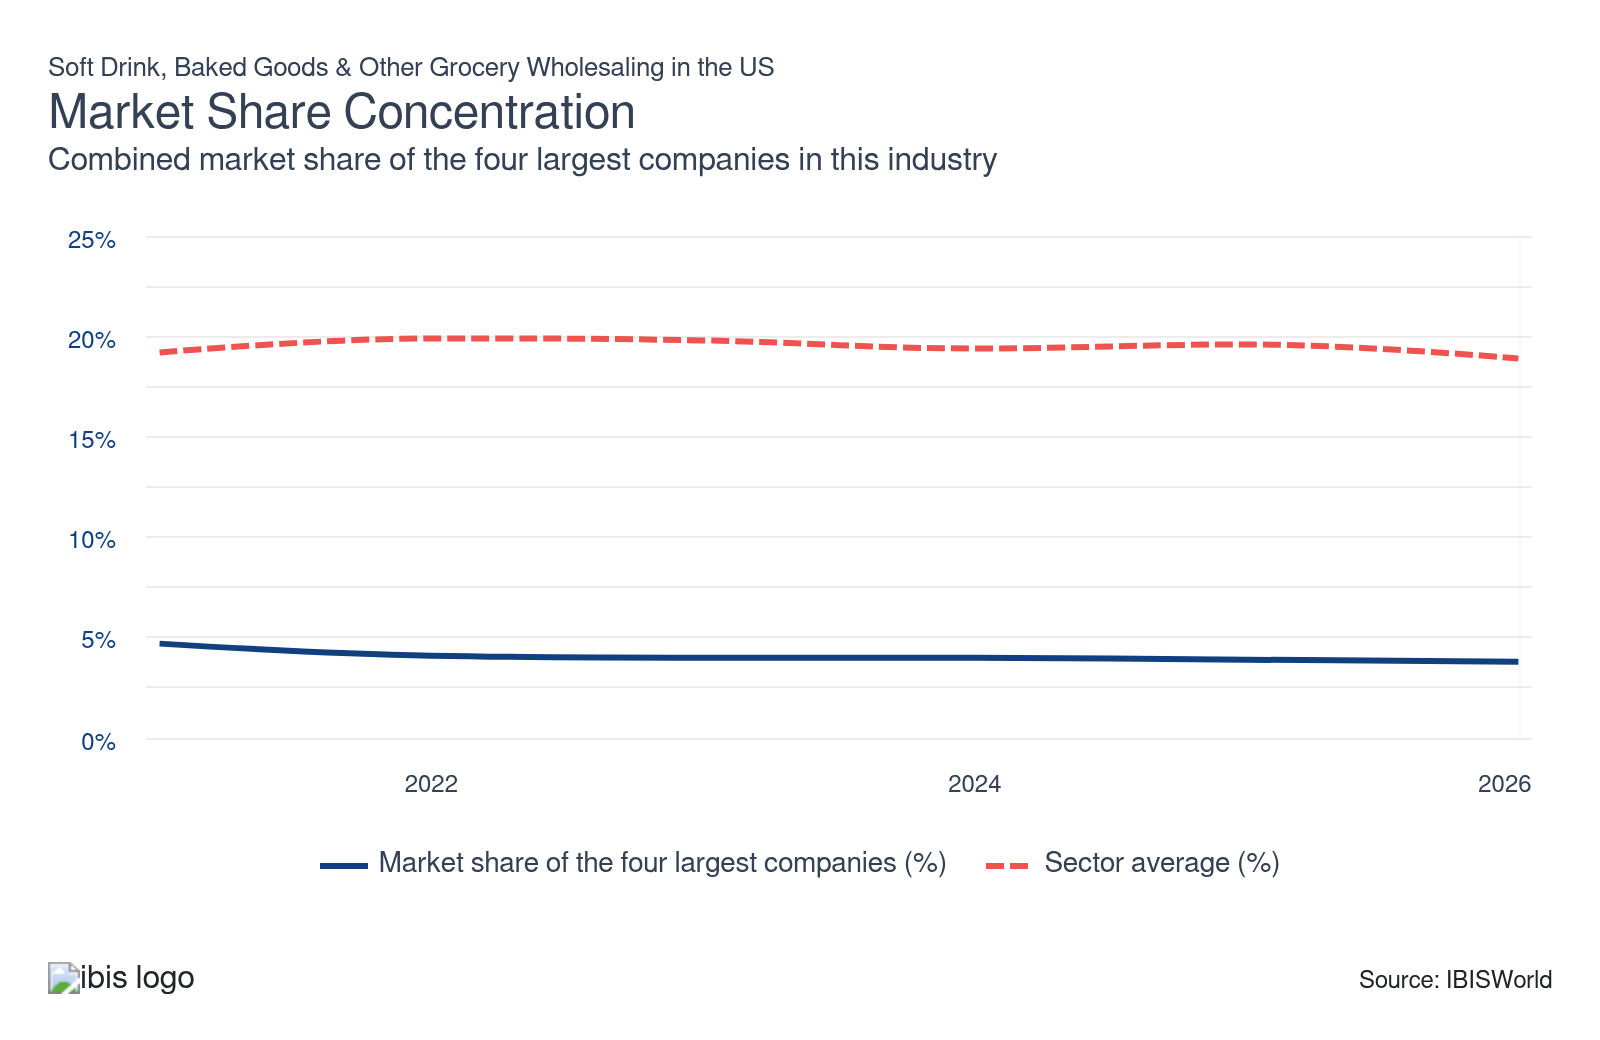 Soft Drink, Baked Goods & Other Grocery Wholesaling in the US
Market Share Concentration
Combined market share of the four largest companies in this industry
25%
20%
15%
10%
5%
0%
2022 2024 2026
Market share of the four largest companies (%) Sector average (%)
ibis logo Source: IBISWorld